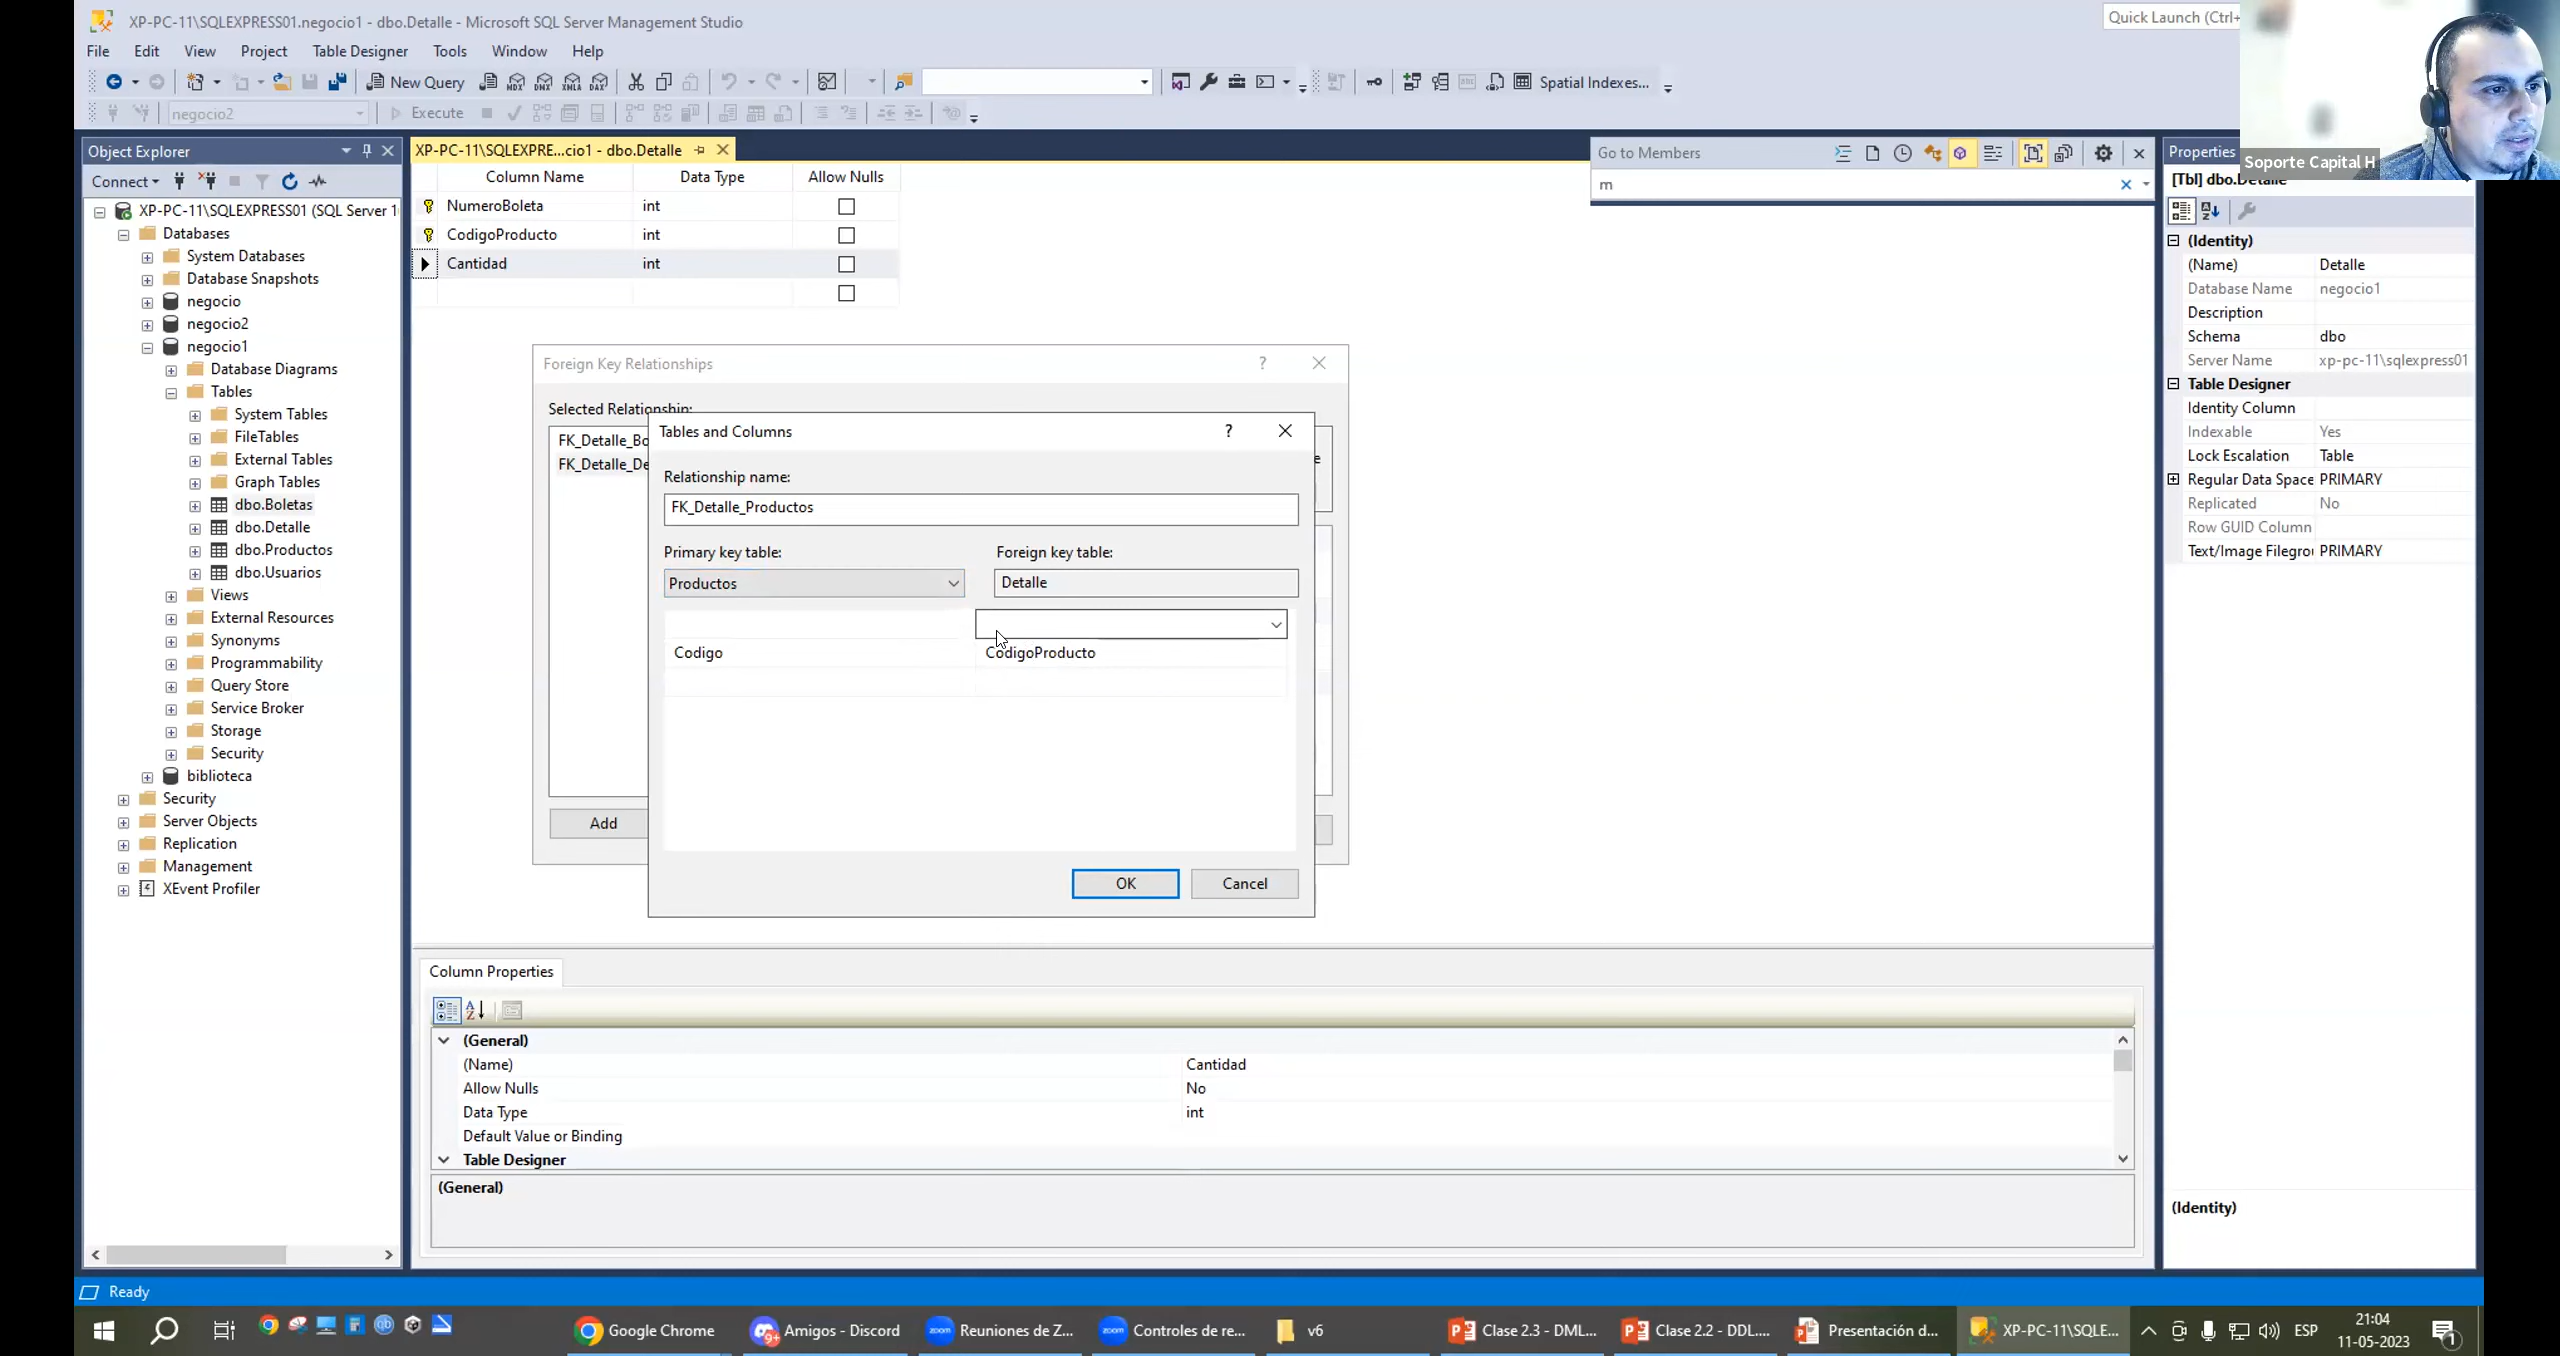 XP-PC-11\SQLEXPRESS01.negocio1 - dbo.Detalle - Microsoft SQL Server Management Studio
Quick Launch (Ctrl+
File Edit View Project Table Designer Tools Window Help
New Query
Spatial Indexes...
negocio2
Execute
Soporte Capital H
Object Explorer
Connect
XP-PC-11\SQLEXPRESS01 (SQL Server 1
Databases
System Databases
Database Snapshots
negocio
negocio2
negocio1
Database Diagrams
Tables
System Tables
FileTables
External Tables
Graph Tables
dbo.Boletas
dbo.Detalle
dbo.Productos
dbo.Usuarios
Views
External Resources
Synonyms
Programmability
Query Store
Service Broker
Storage
Security
biblioteca
Security
Server Objects
Replication
Management
XEvent Profiler
XP-PC-11\SQLEXPRE...cio1 - dbo.Detalle
Column Name Data Type Allow Nulls
NumeroBoleta int
CodigoProducto int
Cantidad int
Go to Members
m
Foreign Key Relationships
Selected Relationship:
FK_Detalle_Bo
FK_Detalle_De
Add
Tables and Columns
Relationship name:
FK_Detalle_Productos
Primary key table: Foreign key table:
Productos Detalle
Codigo CodigoProducto
OK Cancel
Column Properties
(General)
(Name) Cantidad
Allow Nulls No
Data Type int
Default Value or Binding
Table Designer
(General)
Properties
[Tbl] dbo.Detalle
(Identity)
(Name) Detalle
Database Name negocio1
Description
Schema dbo
Server Name xp-pc-11\sqlexpress01
Table Designer
Identity Column
Indexable Yes
Lock Escalation Table
Regular Data Space PRIMARY
Replicated No
Row GUID Column
Text/Image Filegro PRIMARY
(Identity)
Ready
Google Chrome
Amigos - Discord
Reuniones de Z...
Controles de re...
v6
Clase 2.3 - DML...
Clase 2.2 - DDL....
Presentación d...
XP-PC-11\SQLE...
ESP
21:04
11-05-2023